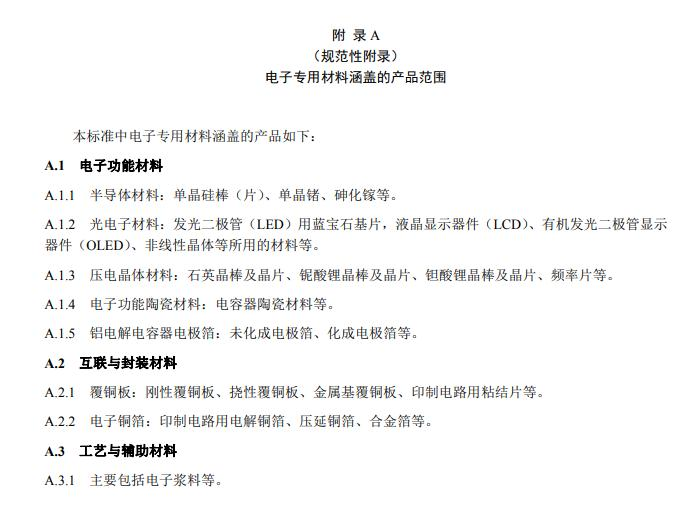 附 录 A
（规范性附录）
电子专用材料涵盖的产品范围
本标准中电子专用材料涵盖的产品如下：
A.1 电子功能材料
A.1.1 半导体材料：单晶硅棒（片）、单晶锗、砷化镓等。
A.1.2 光电子材料：发光二极管（LED）用蓝宝石基片，液晶显示器件（LCD）、有机发光二极管显示
器件（OLED）、非线性晶体等所用的材料等。
A.1.3 压电晶体材料：石英晶棒及晶片、铌酸锂晶棒及晶片、钽酸锂晶棒及晶片、频率片等。
A.1.4 电子功能陶瓷材料：电容器陶瓷材料等。
A.1.5 铝电解电容器电极箔：未化成电极箔、化成电极箔等。
A.2 互联与封装材料
A.2.1 覆铜板：刚性覆铜板、挠性覆铜板、金属基覆铜板、印制电路用粘结片等。
A.2.2 电子铜箔：印制电路用电解铜箔、压延铜箔、合金箔等。
A.3 工艺与辅助材料
A.3.1 主要包括电子浆料等。